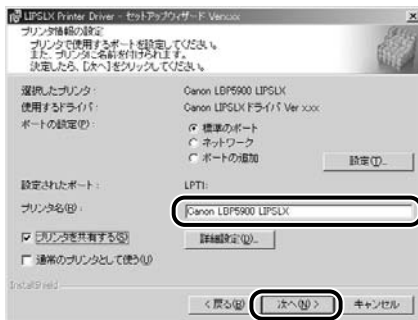 LIPSLX Printer Driver - セットアップウィザード Verxxx
プリンタ情報の設定
プリンタで使用するポートを設定してください。
また、プリンタに名前を付けられます。
決定したら、[次へ]をクリックしてください。
選択したプリンタ: Canon LBP5900 LIPSLX
使用するドライバ: Canon LIPSLXドライバ Ver xxx
ポートの設定(P): 標準のポート
ネットワーク
ポートの追加 設定(T)...
設定されたポート: LPT1:
プリンタ名(R): Canon LBP5900 LIPSLX
プリンタを共有する(S) 詳細設定(D)...
通常のプリンタとして使う(U)
InstallShield
< 戻る(B) 次へ(N) > キャンセル